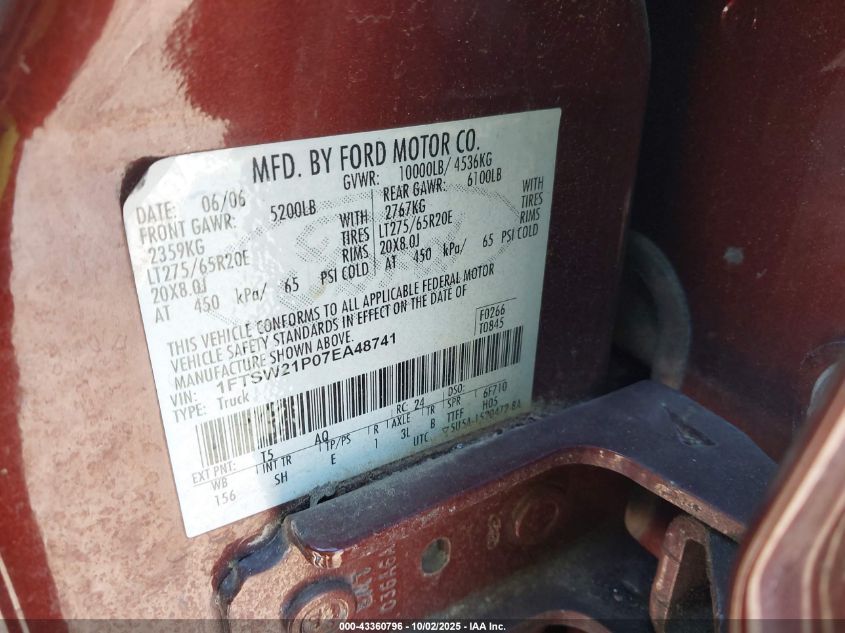 MFD. BY FORD MOTOR CO.
DATE: 06/06 GVWR: 10000LB/ 4536KG
FRONT GAWR: 5200LB REAR GAWR: 6100LB
2359KG WITH 2767KG WITH
LT275/65R20E TIRES LT275/65R20E TIRES
20X8.0J RIMS 20X8.0J RIMS
AT 450 kPa/ 65 PSI COLD AT 450 kPa/ 65 PSI COLD
THIS VEHICLE CONFORMS TO ALL APPLICABLE FEDERAL MOTOR
VEHICLE SAFETY STANDARDS IN EFFECT ON THE DATE OF
MANUFACTURE SHOWN ABOVE.
F0266
T0845
VIN: 1FTSW21P07EA48741
TYPE: Truck
EXT PNT: T5 AQ RC: 24 DSO:
WB INT TR TP/PS R AXLE TR SPR 6F710
156 SH E 1 3L B TTFF H05
UTC
000-43360796 - 10/02/2025 - IAA Inc.